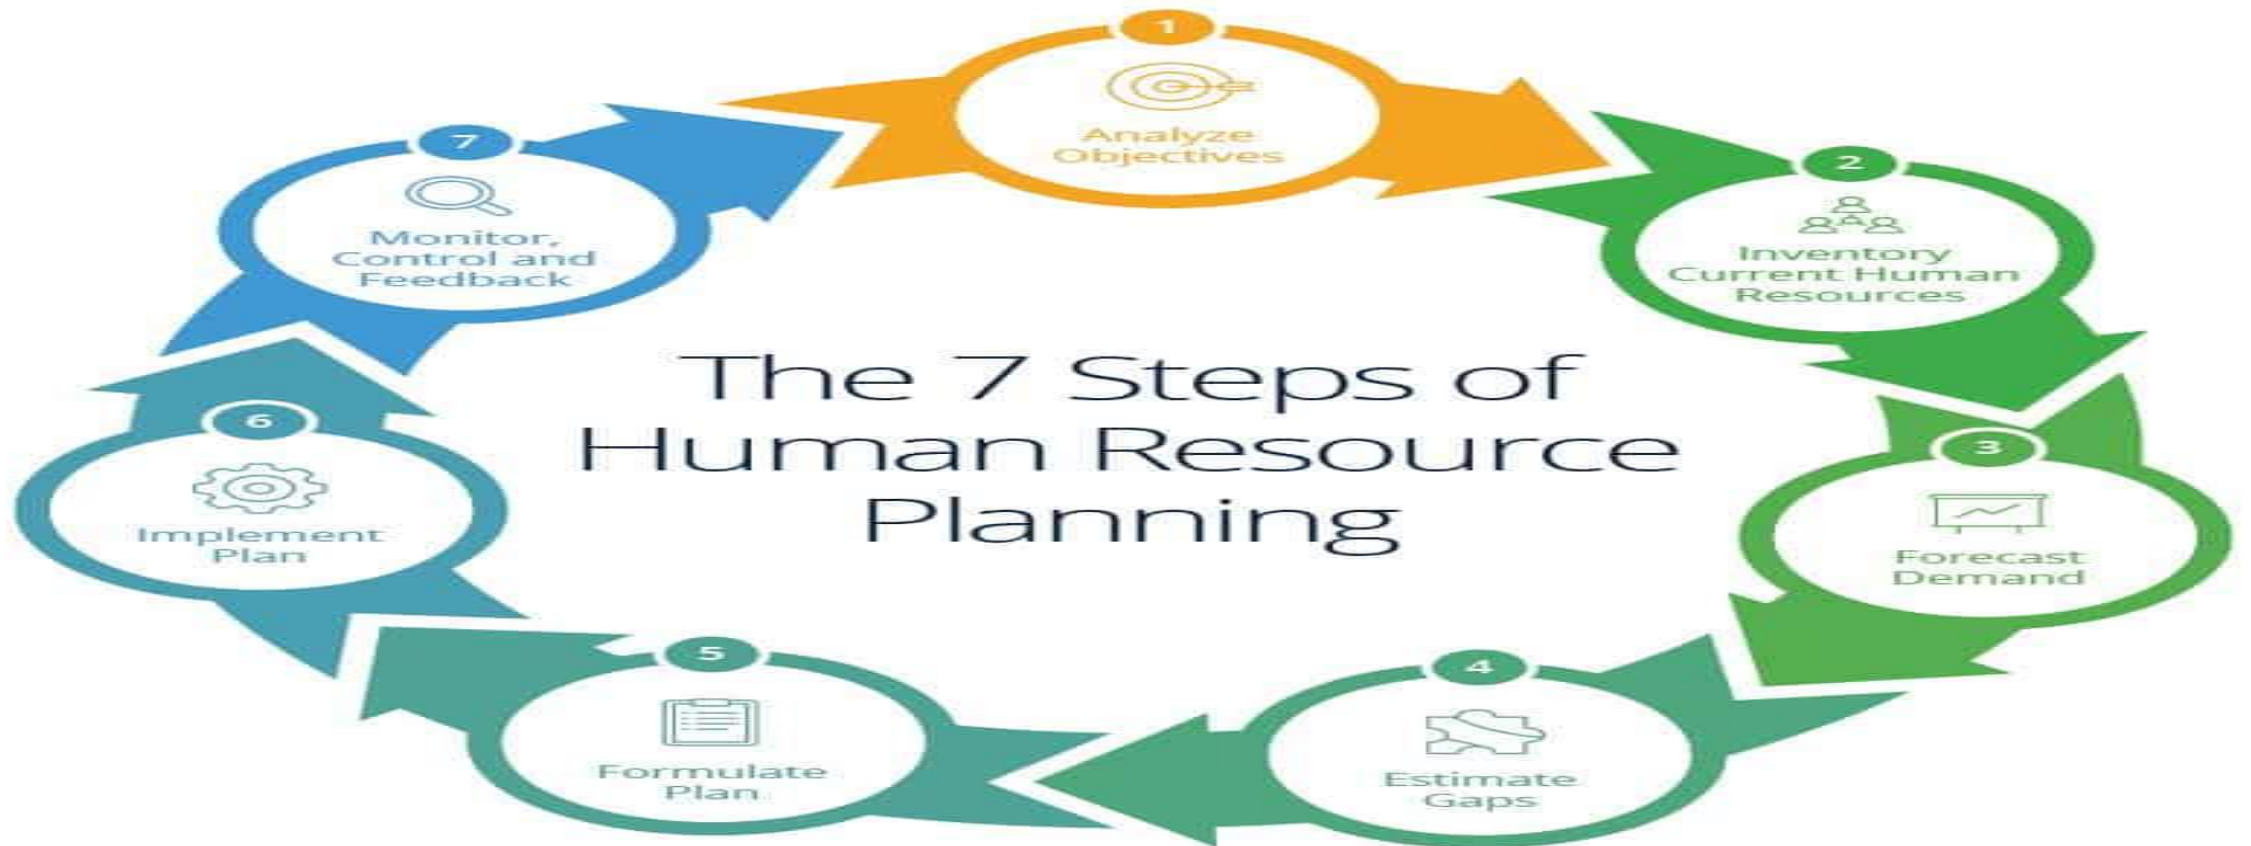 The 7 Steps of
Human Resource
Planning
1
Analyze
Objectives
2
Inventory
Current Human
Resources
3
Forecast
Demand
4
Estimate
Gaps
5
Formulate
Plan
6
Implement
Plan
7
Monitor,
Control and
Feedback